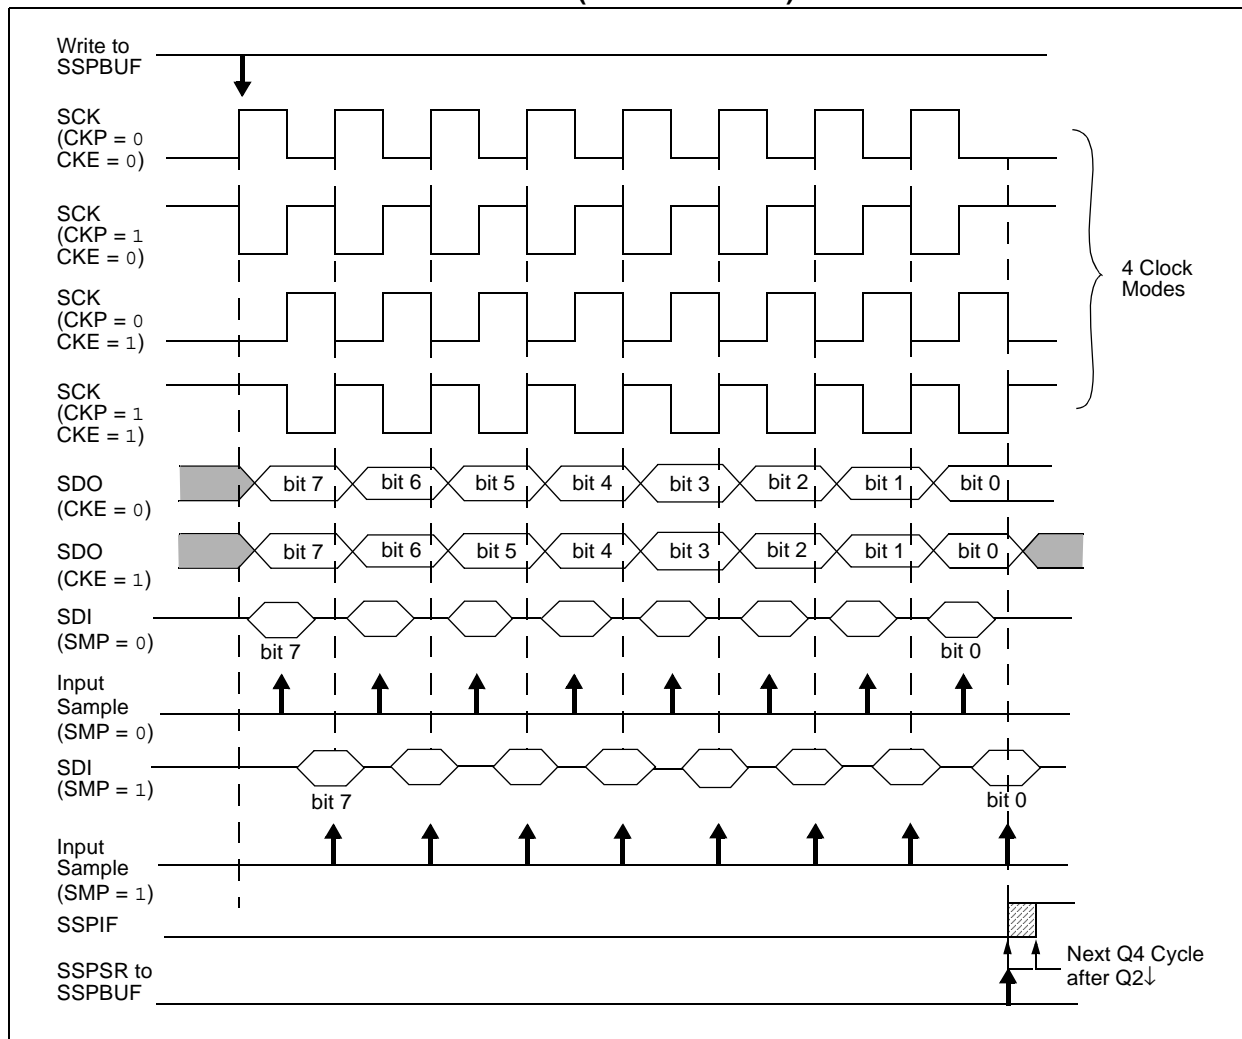 Write to
SSPBUF
SCK
(CKP = 0
CKE = 0)
SCK
(CKP = 1
CKE = 0)
SCK
(CKP = 0
CKE = 1)
SCK
(CKP = 1
CKE = 1)
4 Clock
Modes
SDO
(CKE = 0)
bit 7 bit 6 bit 5 bit 4 bit 3 bit 2 bit 1 bit 0
SDO
(CKE = 1)
bit 7 bit 6 bit 5 bit 4 bit 3 bit 2 bit 1 bit 0
SDI
(SMP = 0)
bit 7 bit 0
Input
Sample
(SMP = 0)
SDI
(SMP = 1)
bit 7 bit 0
Input
Sample
(SMP = 1)
SSPIF
SSPSR to
SSPBUF
Next Q4 Cycle
after Q2↓